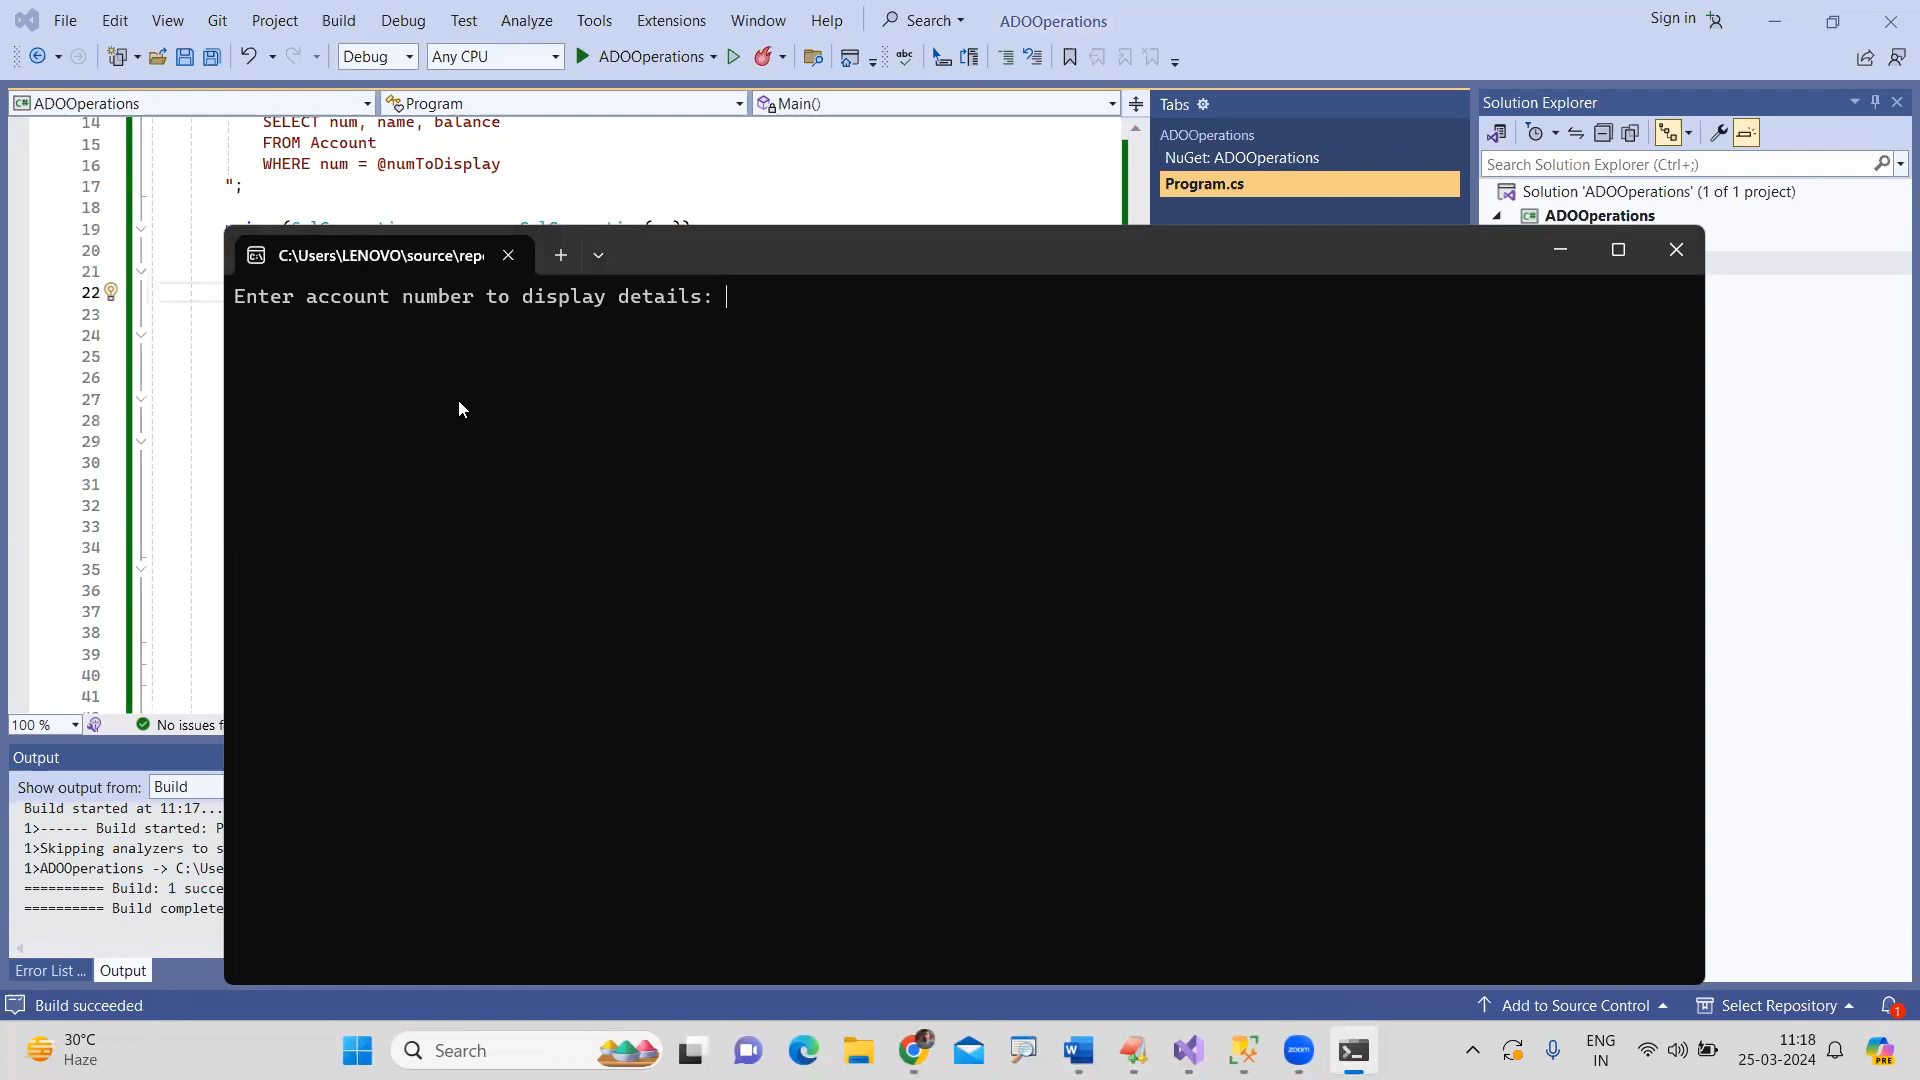 File Edit View Git Project Build Debug Test Analyze Tools Extensions Window Help Search ADOOperations Sign in
Debug Any CPU ADOOperations
C# ADOOperations Program Main() Tabs Solution Explorer
14 SELECT num, name, balance
15 FROM Account
16 WHERE num = @numToDisplay
17 ";
18
19
20
21
22
23
24
25
26
27
28
29
30
31
32
33
34
35
36
37
38
39
40
41
ADOOperations
NuGet: ADOOperations
Program.cs
Search Solution Explorer (Ctrl+;)
Solution 'ADOOperations' (1 of 1 project)
C# ADOOperations
C:\Users\LENOVO\source\rep
Enter account number to display details:
100 % No issues f
Output
Show output from: Build
Build started at 11:17...
1>------ Build started: P
1>Skipping analyzers to s
1>ADOOperations -> C:\Use
========== Build: 1 succe
========== Build complete
Error List ... Output
Build succeeded Add to Source Control Select Repository 1
30°C
Haze
Search
zoom
ENG
IN
11:18
25-03-2024
PRE